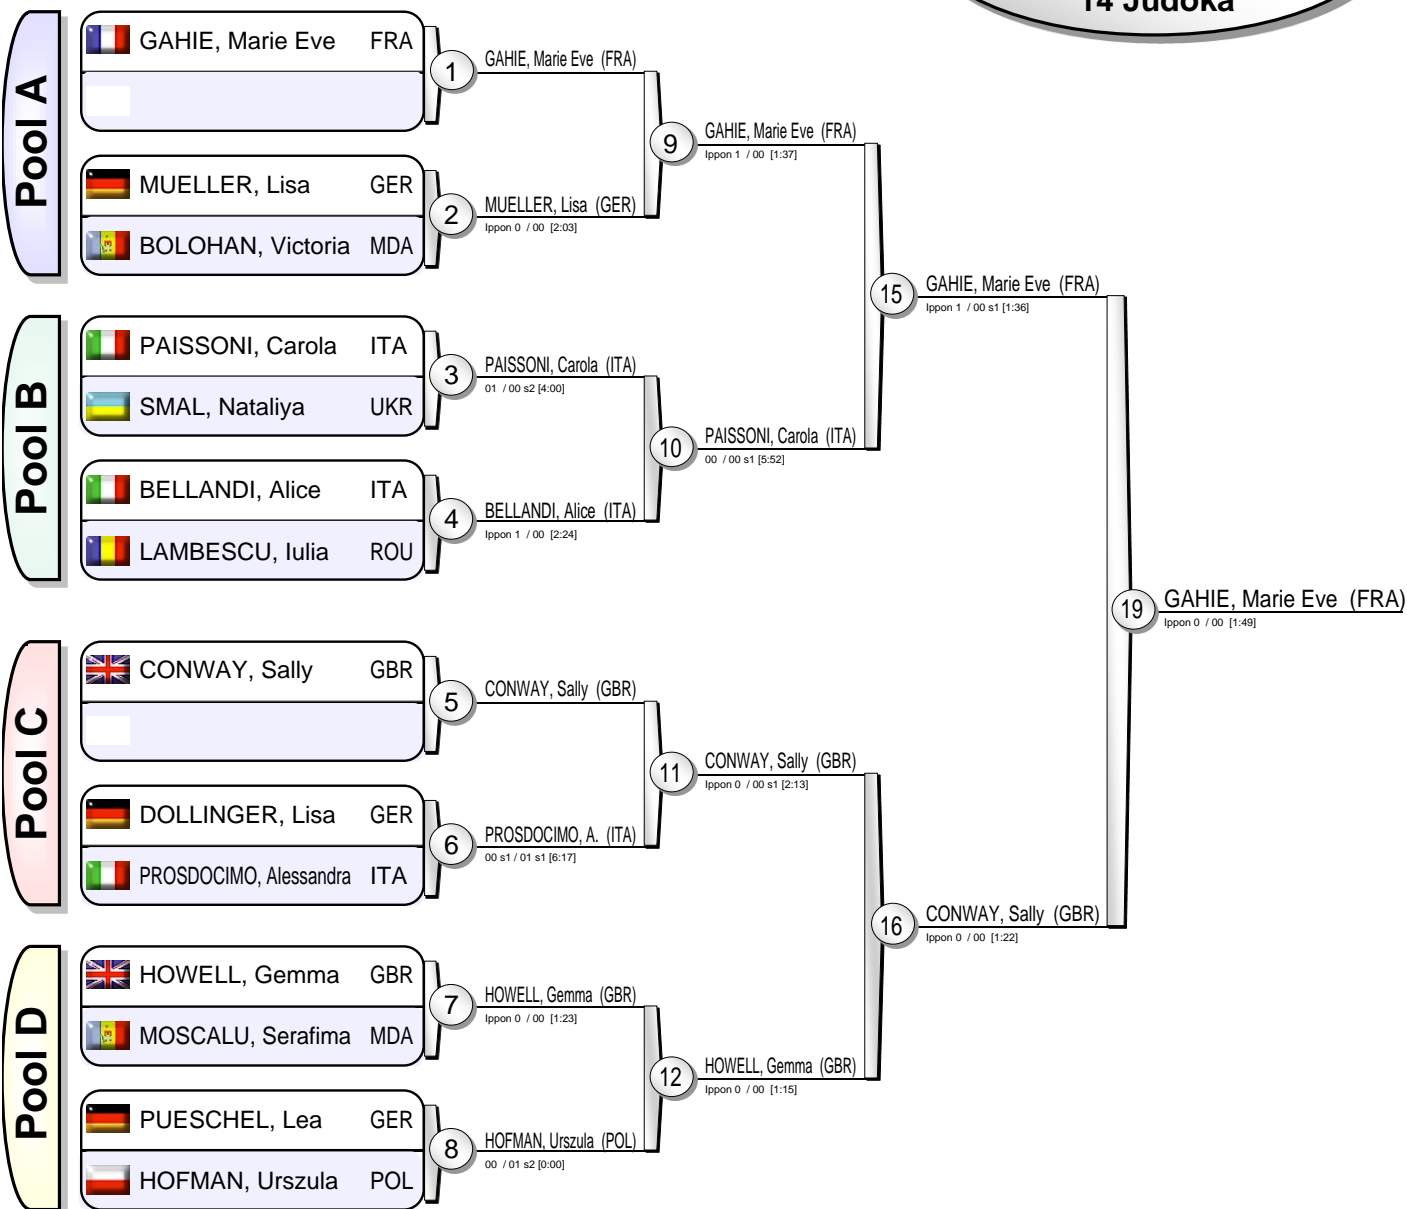 14 Judoka
Pool A
GAHIE, Marie Eve FRA
1
MUELLER, Lisa GER
2
BOLOHAN, Victoria MDA
Pool B
PAISSONI, Carola ITA
3
SMAL, Nataliya UKR
BELLANDI, Alice ITA
4
LAMBESCU, Iulia ROU
Pool C
CONWAY, Sally GBR
5
DOLLINGER, Lisa GER
6
PROSDOCIMO, Alessandra ITA
Pool D
HOWELL, Gemma GBR
7
MOSCALU, Serafima MDA
PUESCHEL, Lea GER
8
HOFMAN, Urszula POL
GAHIE, Marie Eve (FRA)
9
MUELLER, Lisa (GER)
Ippon 0 / 00 [2:03]
PAISSONI, Carola (ITA)
01 / 00 s2 [4:00]
10
BELLANDI, Alice (ITA)
Ippon 1 / 00 [2:24]
CONWAY, Sally (GBR)
11
PROSDOCIMO, A. (ITA)
00 s1 / 01 s1 [6:17]
HOWELL, Gemma (GBR)
Ippon 0 / 00 [1:23]
12
HOFMAN, Urszula (POL)
00 / 01 s2 [0:00]
GAHIE, Marie Eve (FRA)
Ippon 1 / 00 [1:37]
15
PAISSONI, Carola (ITA)
00 / 00 s1 [5:52]
CONWAY, Sally (GBR)
Ippon 0 / 00 s1 [2:13]
16
HOWELL, Gemma (GBR)
Ippon 0 / 00 [1:15]
GAHIE, Marie Eve (FRA)
Ippon 1 / 00 s1 [1:36]
19
CONWAY, Sally (GBR)
Ippon 0 / 00 [1:22]
GAHIE, Marie Eve (FRA)
Ippon 0 / 00 [1:49]